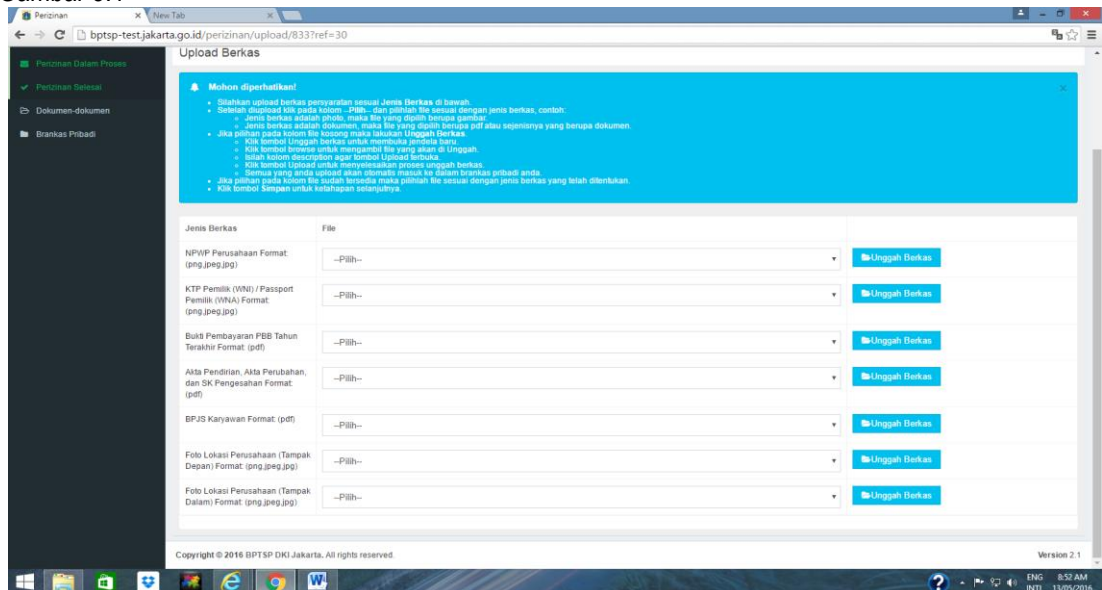 Perizinan
New Tab
bptsp-test.jakarta.go.id/perizinan/upload/833?ref=30
Perizinan Dalam Proses
Perizinan Selesai
Dokumen-dokumen
Brankas Pribadi
Upload Berkas
Mohon diperhatikan!
Silahkan upload berkas persyaratan sesuai Jenis Berkas di bawah.
Setelah diupload klik pada kolom --Pilih-- dan pilihlah file sesuai dengan jenis berkas, contoh:
Jenis berkas adalah photo, maka file yang dipilih berupa gambar.
Jenis berkas adalah dokumen, maka file yang dipilih berupa pdf atau sejenisnya yang berupa dokumen.
Jika pilihan pada kolom file kosong maka lakukan Unggah Berkas.
Klik tombol Unggah berkas untuk membuka jendela baru.
Klik tombol browse untuk mengambil file yang akan di Unggah.
Isilah kolom description agar tombol Upload terbuka.
Klik tombol Upload untuk menyelesaikan proses unggah berkas.
Semua yang anda upload akan otomatis masuk ke dalam brankas pribadi anda.
Jika pilihan pada kolom file sudah tersedia maka pilihlah file sesuai dengan jenis berkas yang telah ditentukan.
Klik tombol Simpan untuk ketahapan selanjutnya.
Jenis Berkas File
NPWP Perusahaan Format:
(png,jpeg,jpg)
--Pilih-- Unggah Berkas
KTP Pemilik (WNI) / Passport
Pemilik (WNA) Format:
(png,jpeg,jpg)
--Pilih-- Unggah Berkas
Bukti Pembayaran PBB Tahun
Terakhir Format: (pdf)
--Pilih-- Unggah Berkas
Akta Pendirian, Akta Perubahan,
dan SK Pengesahan Format:
(pdf)
--Pilih-- Unggah Berkas
BPJS Karyawan Format: (pdf)
--Pilih-- Unggah Berkas
Foto Lokasi Perusahaan (Tampak
Depan) Format: (png,jpeg,jpg)
--Pilih-- Unggah Berkas
Foto Lokasi Perusahaan (Tampak
Dalam) Format: (png,jpeg,jpg)
--Pilih-- Unggah Berkas
Copyright © 2016 BPTSP DKI Jakarta. All rights reserved.
Version 2.1
ENG 8:52 AM
INTL 13/05/2016